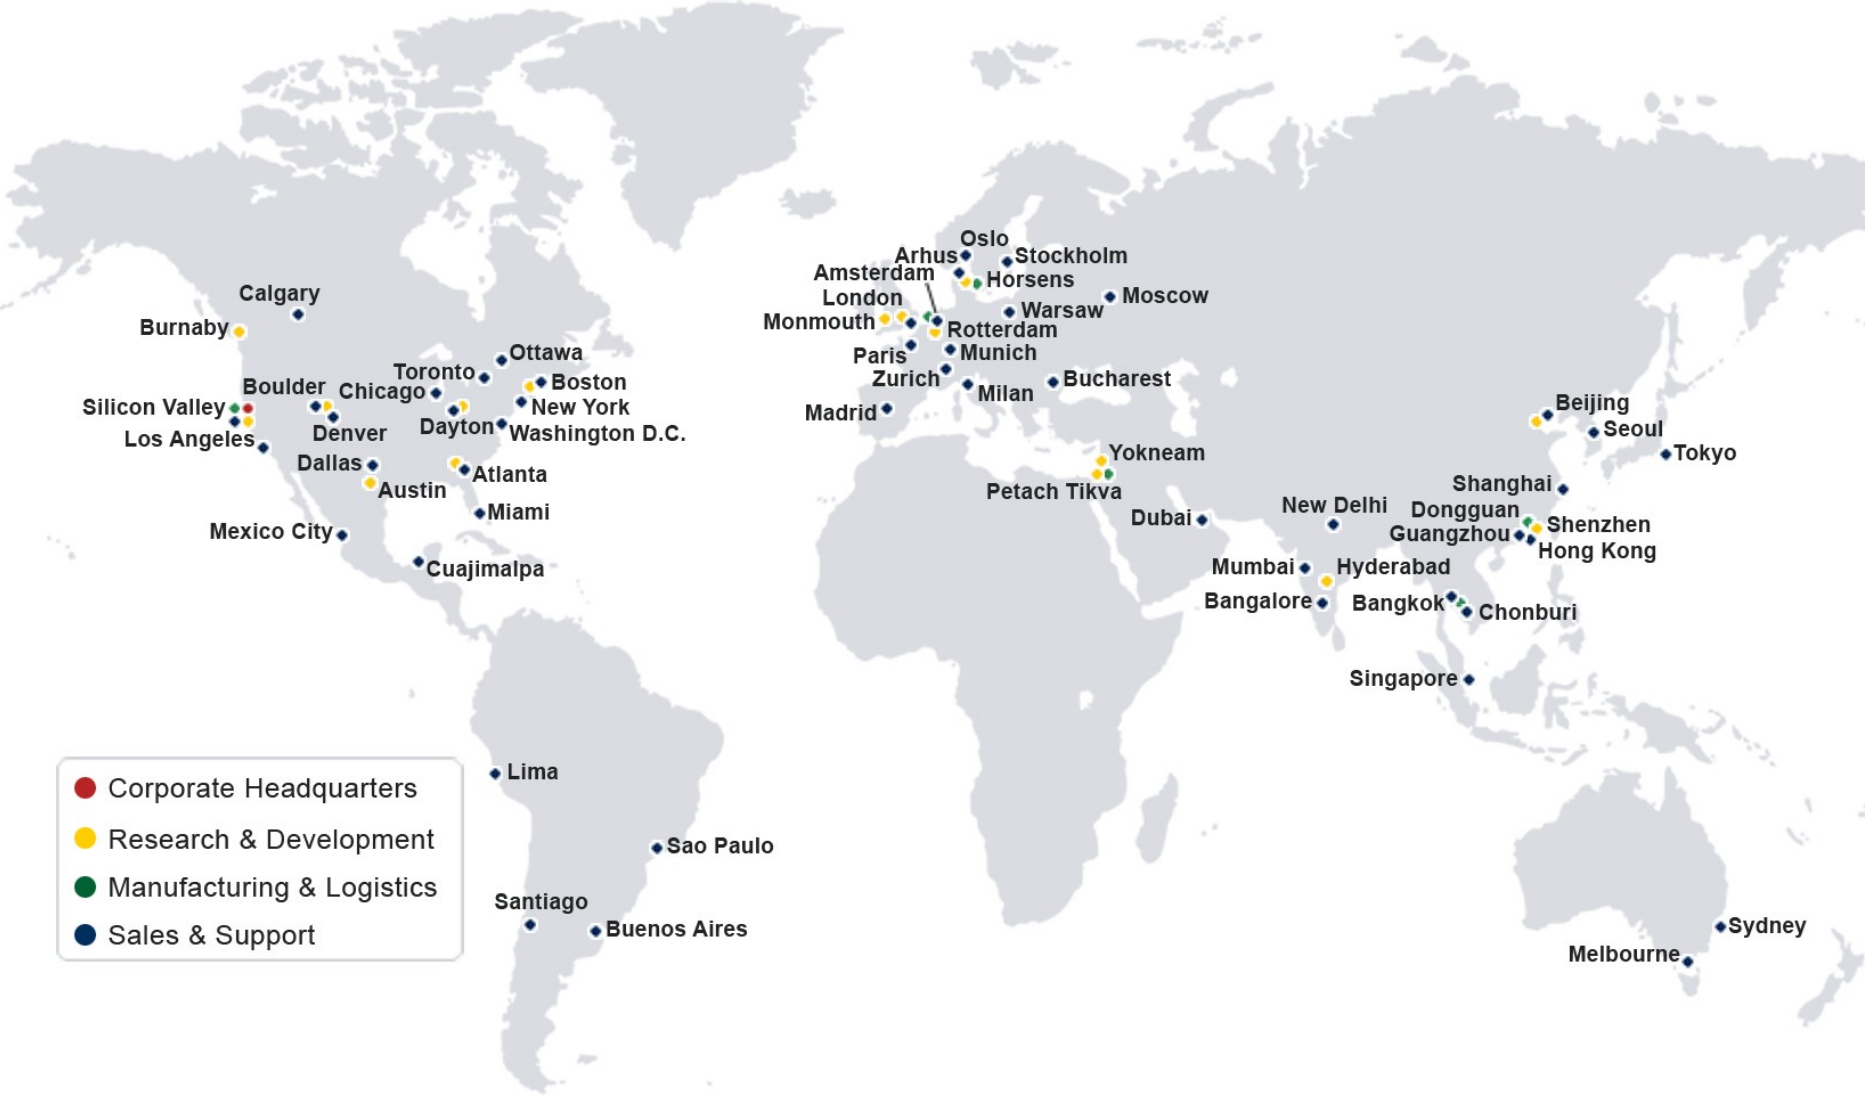 Oslo
Arhus
Stockholm
Amsterdam
Horsens
London
Moscow
Monmouth
Warsaw
Rotterdam
Paris
Munich
Zurich
Bucharest
Milan
Madrid
Calgary
Burnaby
Ottawa
Toronto
Boulder
Chicago
Boston
Silicon Valley
New York
Dayton
Denver
Washington D.C.
Los Angeles
Dallas
Atlanta
Austin
Miami
Mexico City
Cuajimalpa
Beijing
Seoul
Tokyo
Yokneam
Petach Tikva
Shanghai
Dubai
New Delhi
Dongguan
Shenzhen
Guangzhou
Hong Kong
Mumbai
Hyderabad
Bangalore
Bangkok
Chonburi
Singapore
Lima
Sao Paulo
Santiago
Buenos Aires
Sydney
Melbourne
Corporate Headquarters
Research & Development
Manufacturing & Logistics
Sales & Support